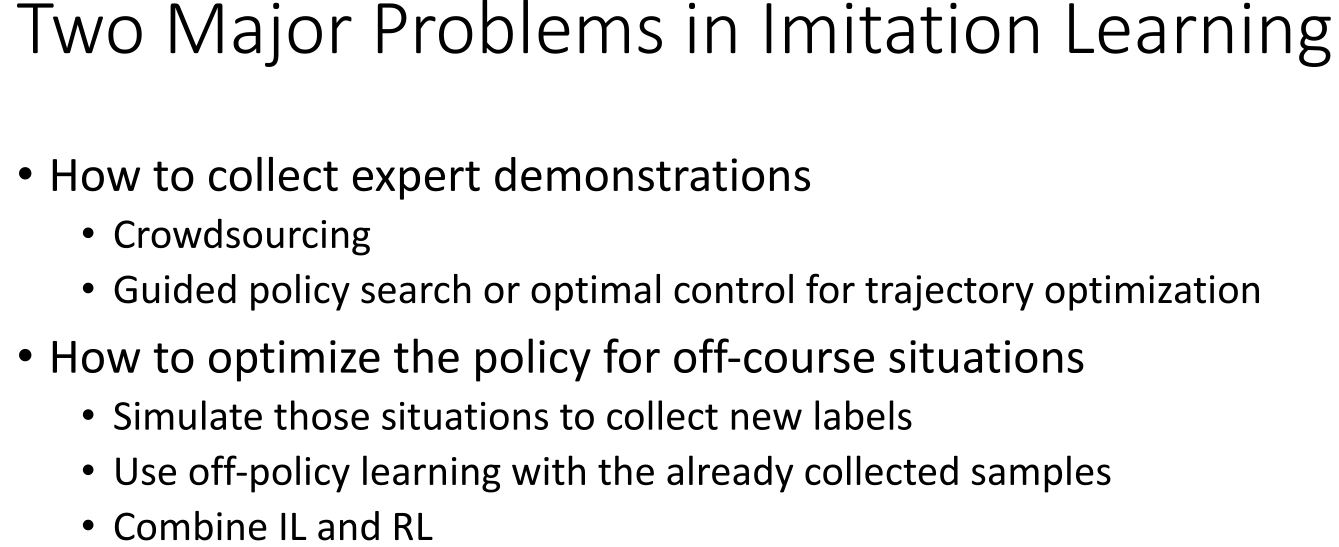 Two Major Problems in Imitation Learning
• How to collect expert demonstrations
• Crowdsourcing
• Guided policy search or optimal control for trajectory optimization
• How to optimize the policy for off-course situations
• Simulate those situations to collect new labels
• Use off-policy learning with the already collected samples
• Combine IL and RL